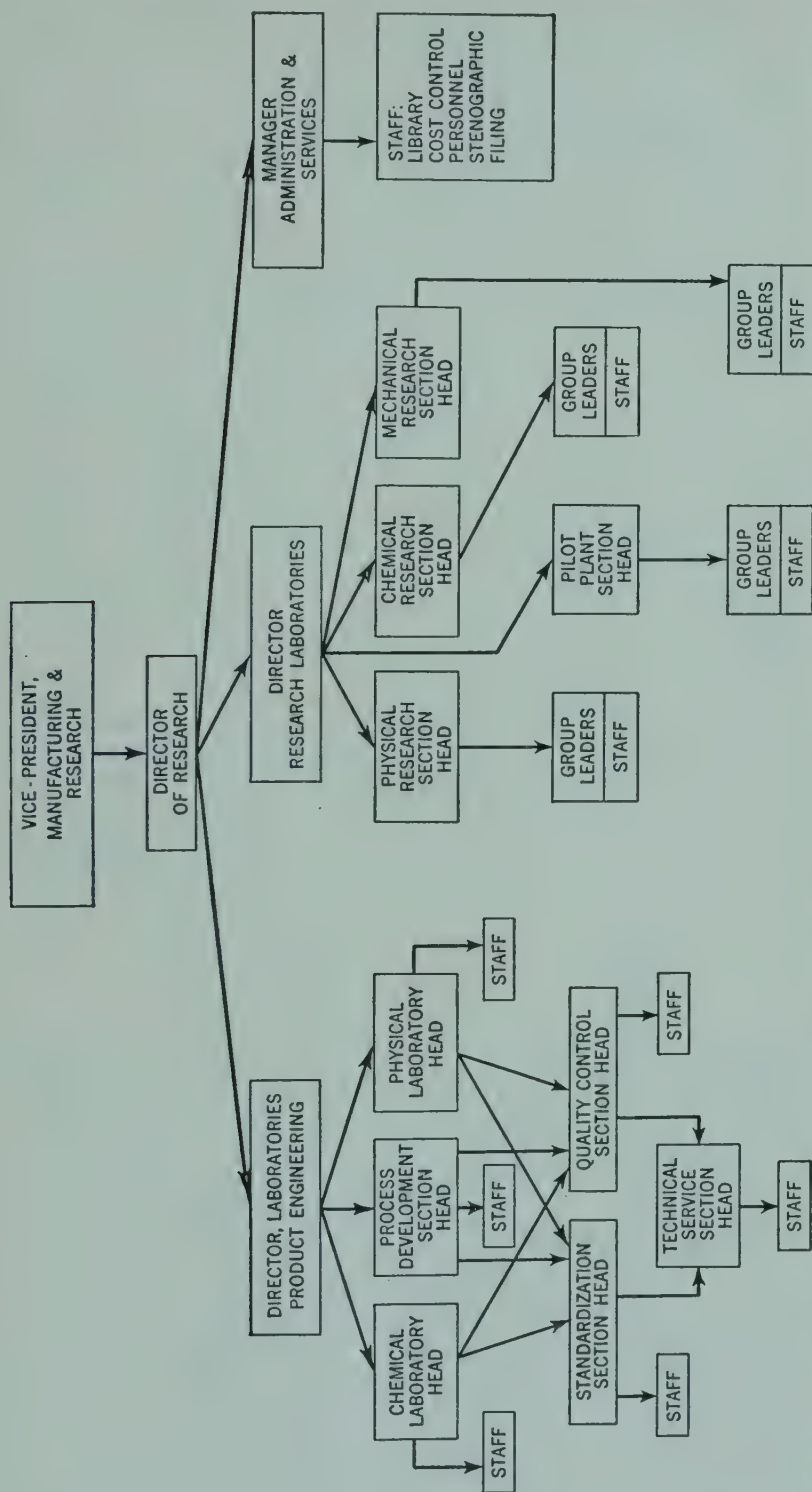 VICE-PRESIDENT,
MANUFACTURING &
RESEARCH
DIRECTOR
OF RESEARCH
DIRECTOR, LABORATORIES
PRODUCT ENGINEERING
DIRECTOR
RESEARCH LABORATORIES
MANAGER
ADMINISTRATION &
SERVICES
CHEMICAL
LABORATORY
HEAD
PROCESS
DEVELOPMENT
SECTION
HEAD
PHYSICAL
LABORATORY
HEAD
PHYSICAL
RESEARCH
SECTION
HEAD
CHEMICAL
RESEARCH
SECTION
HEAD
MECHANICAL
RESEARCH
SECTION
HEAD
STAFF:
LIBRARY
COST CONTROL
PERSONNEL
STENOGRAPHIC
FILING
STAFF
STAFF
STAFF
STANDARDIZATION
SECTION HEAD
QUALITY CONTROL
SECTION HEAD
GROUP
LEADERS
STAFF
PILOT
PLANT
SECTION
HEAD
GROUP
LEADERS
STAFF
STAFF
TECHNICAL
SERVICE
SECTION
HEAD
STAFF
GROUP
LEADERS
STAFF
GROUP
LEADERS
STAFF
STAFF